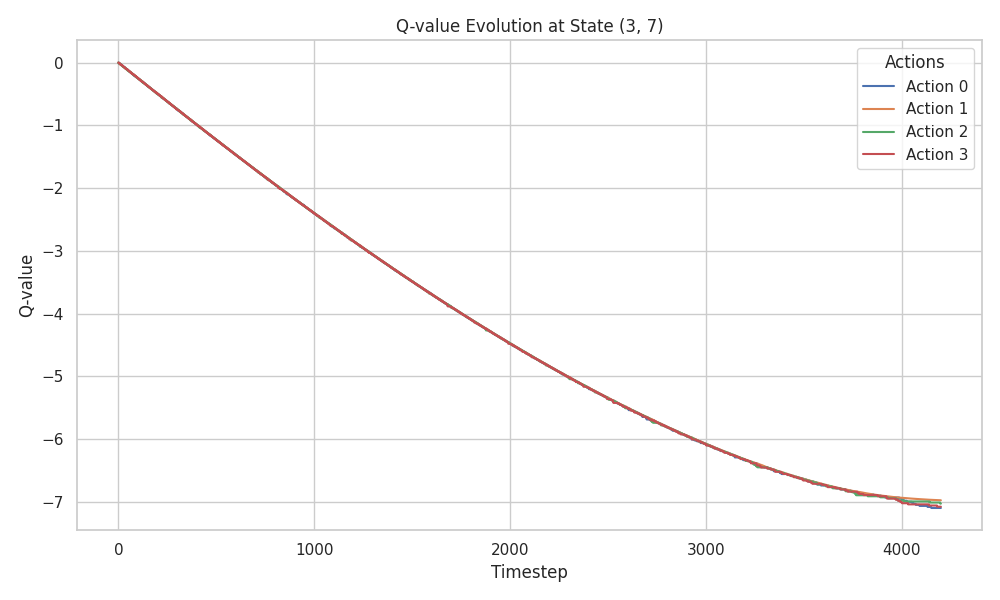 Q-value Evolution at State (3, 7)
Actions
Action 0
Action 1
Action 2
Action 3
Q-value
0
−1
−2
−3
−4
−5
−6
−7
0
1000
2000
3000
4000
Timestep